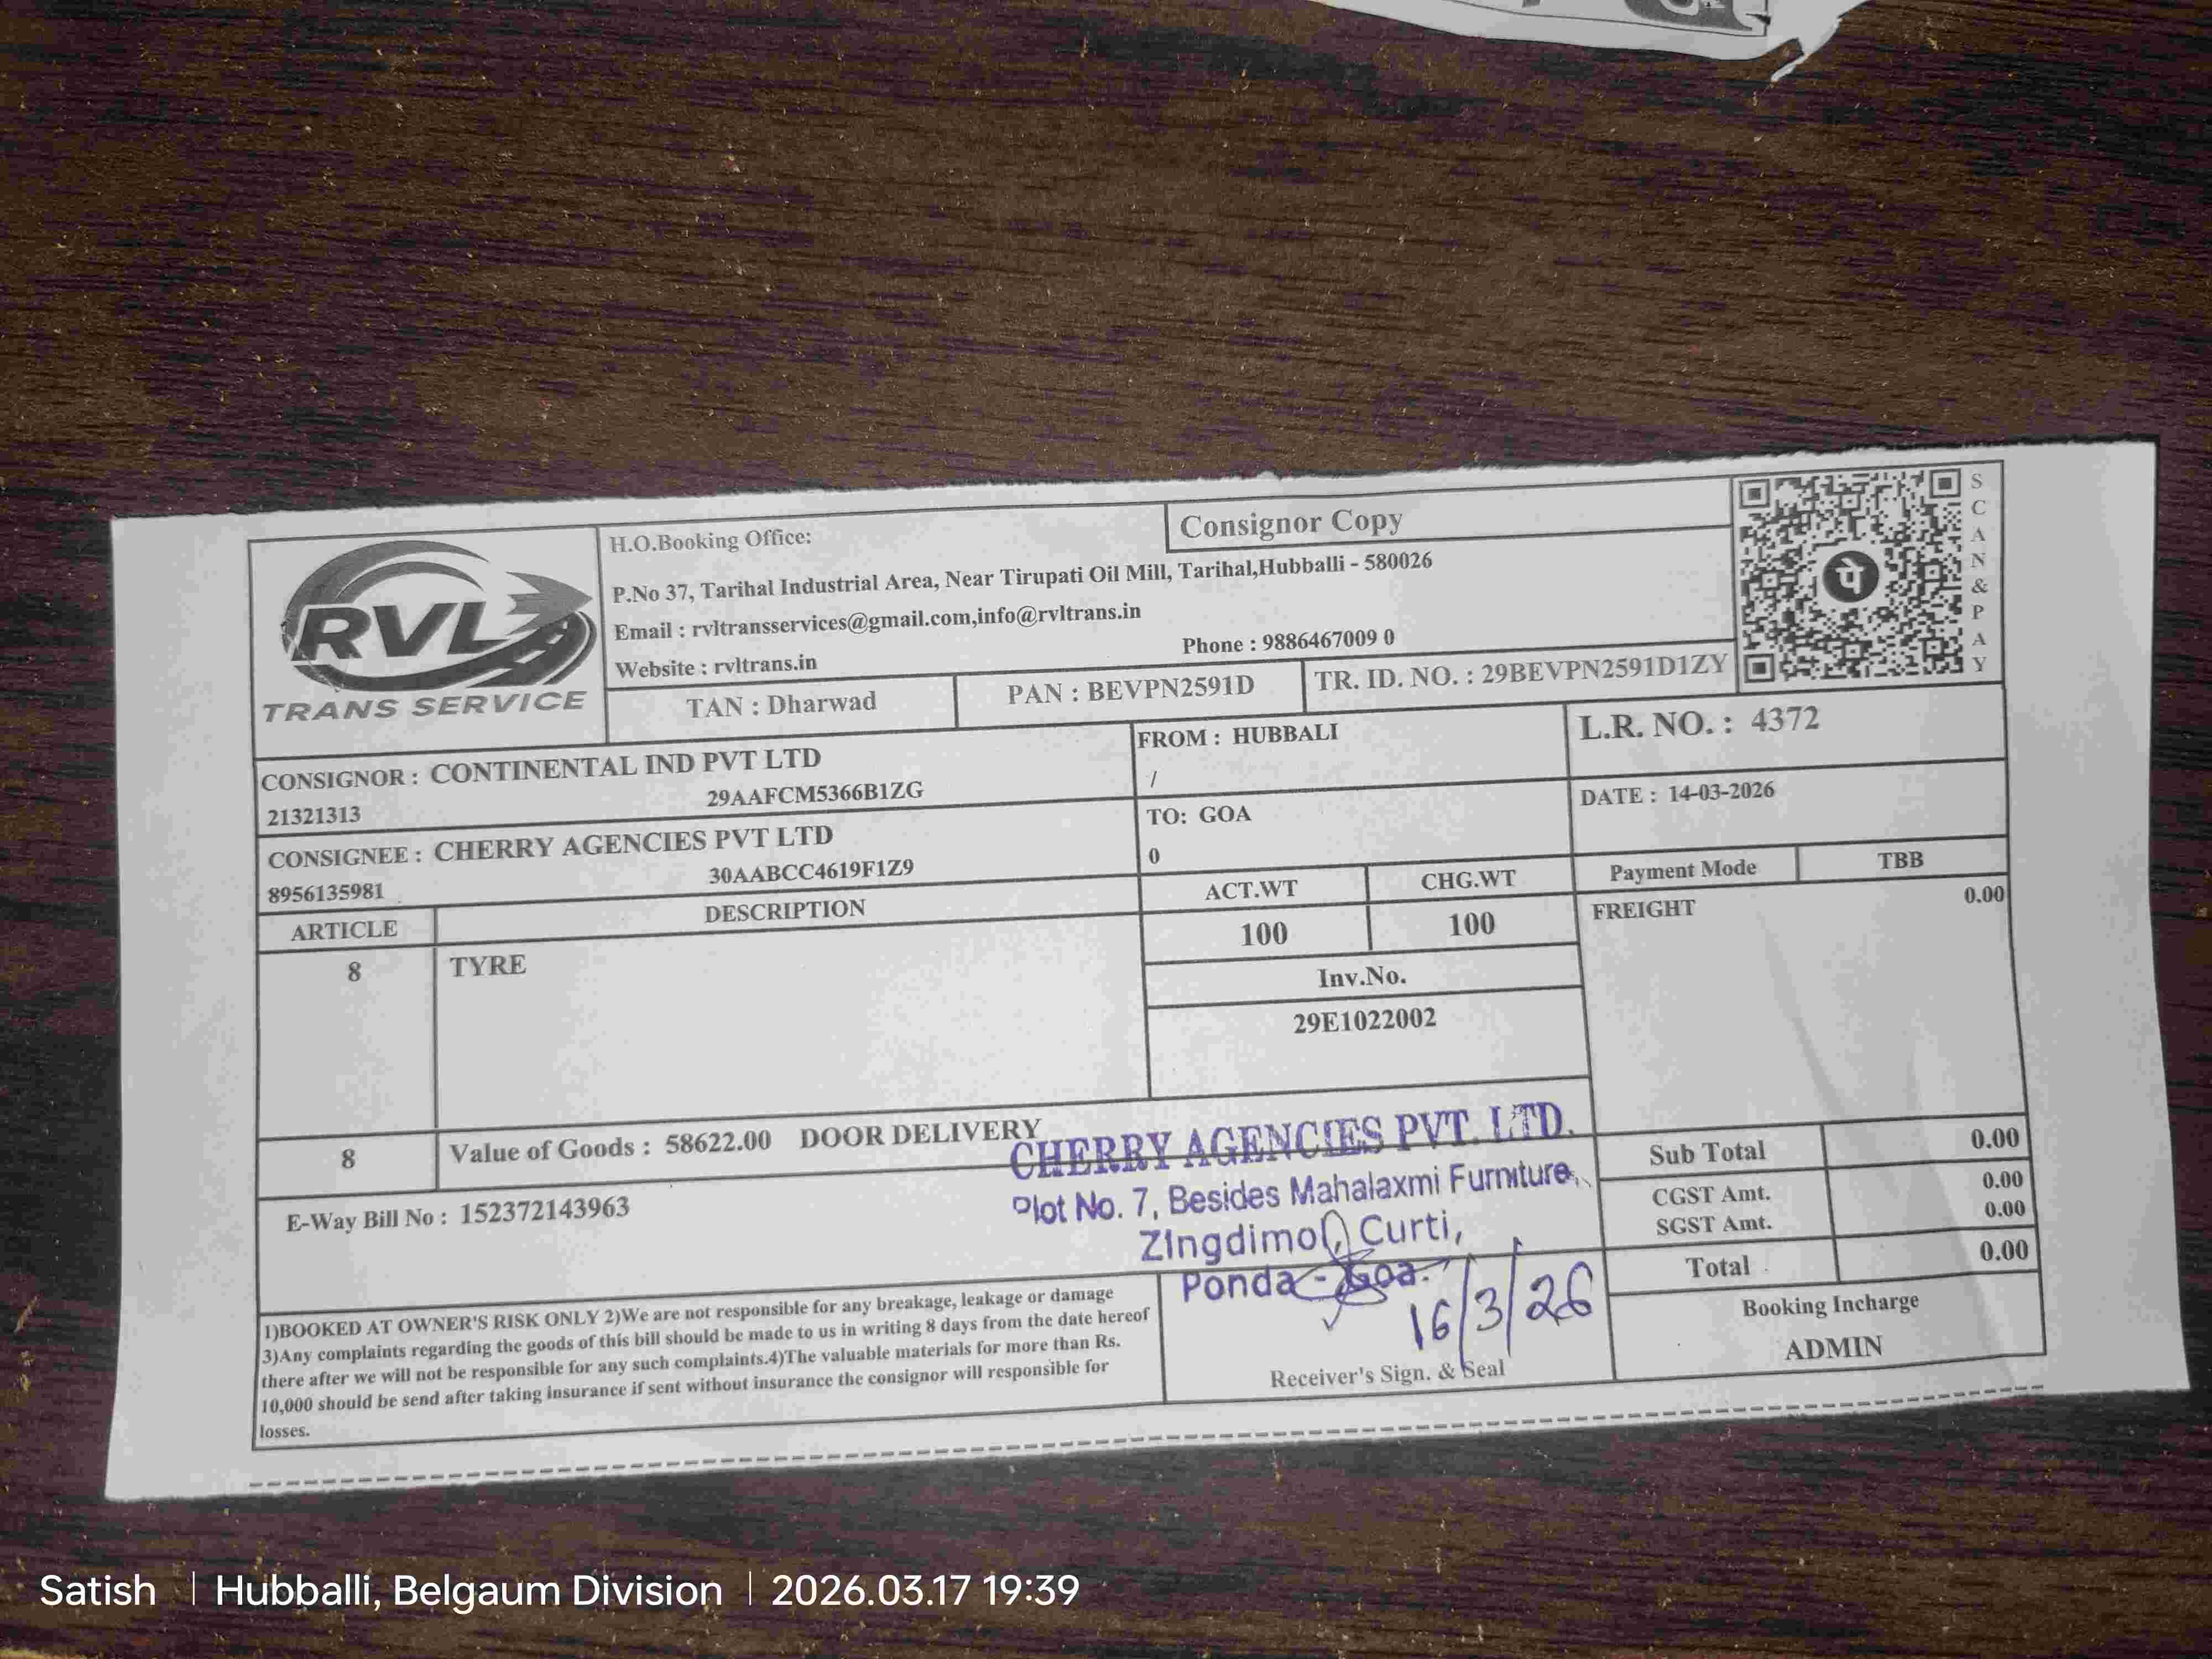 RVL
TRANS SERVICE
H.O.Booking Office:
Consignor Copy
P.No 37, Tarihal Industrial Area, Near Tirupati Oil Mill, Tarihal,Hubballi - 580026
Email : rvltransservices@gmail.com,info@rvltrans.in
Phone : 9886467009 0
Website : rvltrans.in
TAN : Dharwad
PAN : BEVPN2591D
TR. ID. NO. : 29BEVPN2591D1ZY
पे
SCAN&PAY
CONSIGNOR : CONTINENTAL IND PVT LTD
21321313 29AAFCM5366B1ZG
FROM : HUBBALI
/
L.R. NO. : 4372
CONSIGNEE : CHERRY AGENCIES PVT LTD
8956135981 30AABCC4619F1Z9
TO: GOA
0
DATE : 14-03-2026
ARTICLE DESCRIPTION ACT.WT CHG.WT Payment Mode TBB
8 TYRE 100 100 FREIGHT 0.00
Inv.No.
29E1022002
8 Value of Goods : 58622.00 DOOR DELIVERY
Sub Total 0.00
CGST Amt. 0.00
SGST Amt. 0.00
Total 0.00
E-Way Bill No : 152372143963
CHERRY AGENCIES PVT. LTD.
Plot No. 7, Besides Mahalaxmi Furniture,
Zingdimol, Curti,
Ponda - Goa.
16/3/26
Receiver's Sign. & Seal
Booking Incharge
ADMIN
1)BOOKED AT OWNER'S RISK ONLY 2)We are not responsible for any breakage, leakage or damage
3)Any complaints regarding the goods of this bill should be made to us in writing 8 days from the date hereof
there after we will not be responsible for any such complaints.4)The valuable materials for more than Rs.
10,000 should be send after taking insurance if sent without insurance the consignor will responsible for
losses.
Satish | Hubballi, Belgaum Division | 2026.03.17 19:39